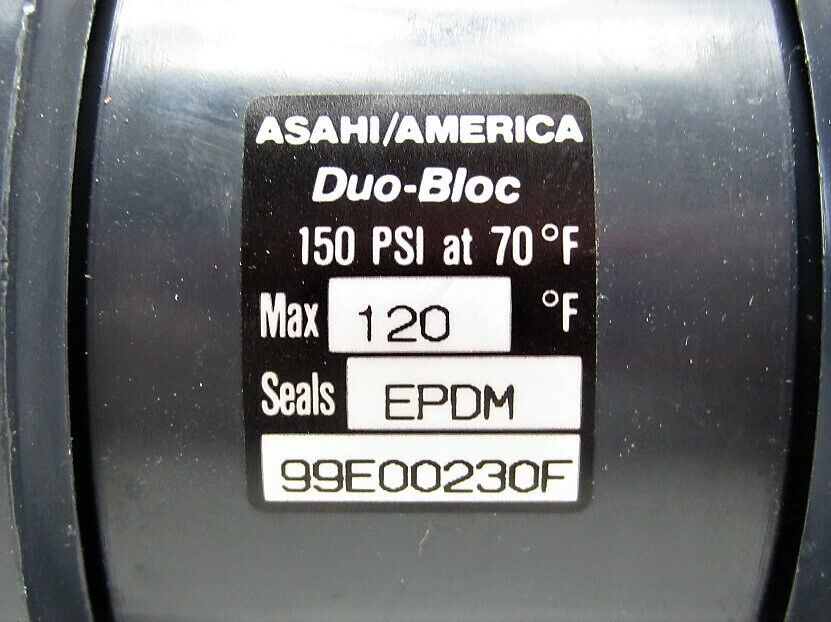 ASAHI/AMERICA
Duo-Bloc
150 PSI at 70°F
Max 120 °F
Seals EPDM
99E00230F